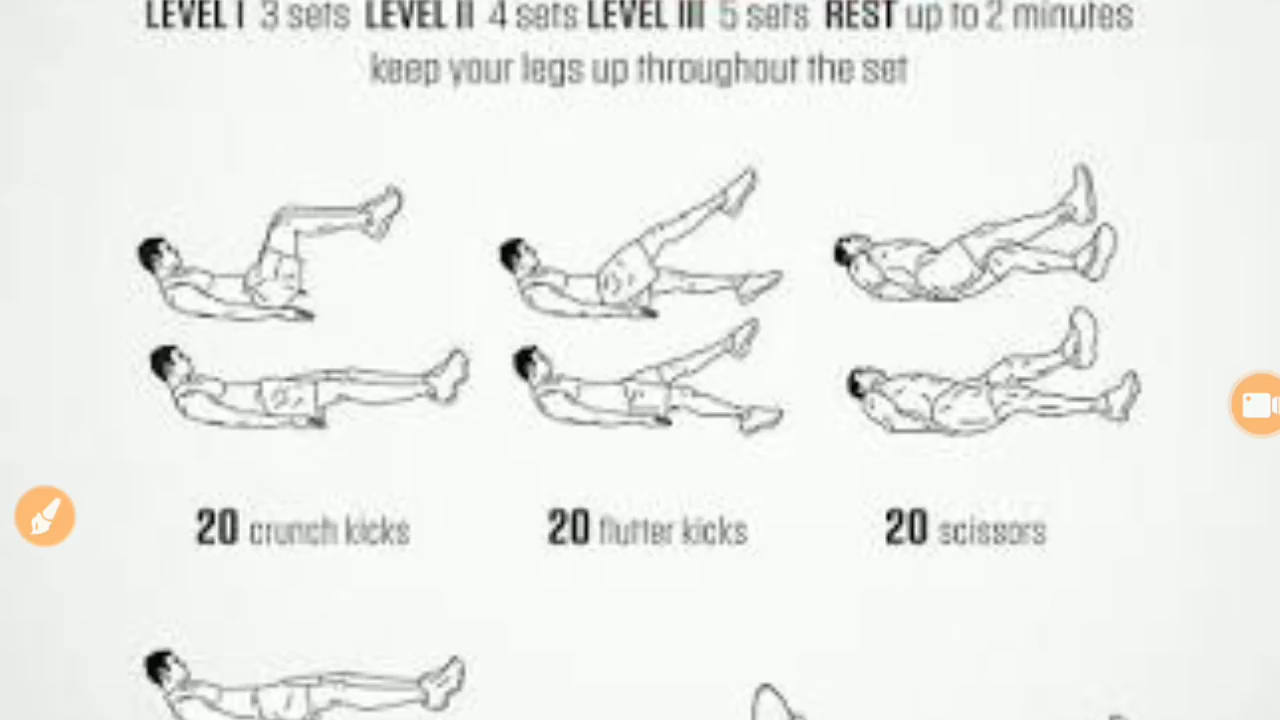 LEVEL I 3 sets LEVEL II 4 sets LEVEL III 5 sets REST up to 2 minutes
keep your legs up throughout the set
20 crunch kicks
20 flutter kicks
20 scissors